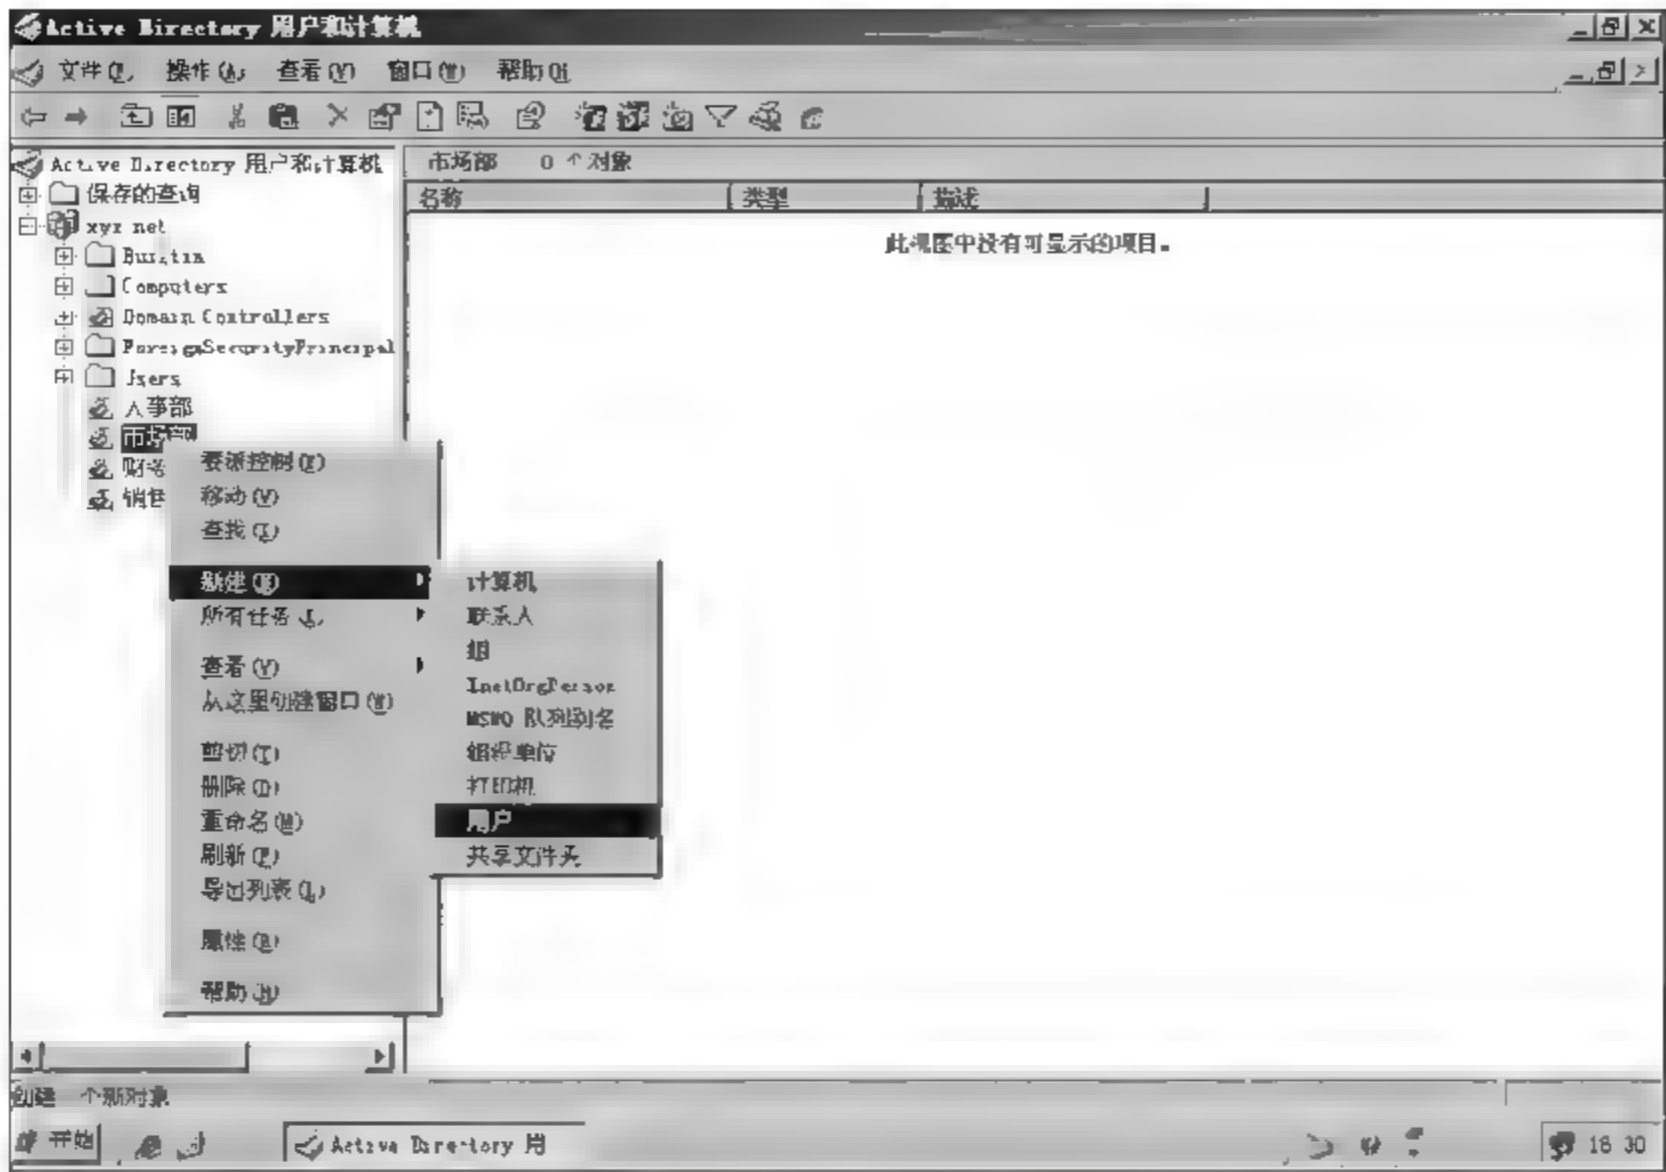 Active Directory 用户和计算机
文件 操作 查看(V) 窗口(W) 帮助(H)
Active Directory 用户和计算机
市场部 0 个对象
保存的查询
名称 类型 描述
net
此视图中没有可显示的项目。
Builtin
Computers
Domain Controllers
ForeignSecurityPrincipal
Users
人事部
市场部
财务
销售
委派控制(E)
移动(V)
查找(I)
新建(N)
所有任务
查看(V)
从这里创建窗口(W)
剪切(T)
删除(D)
重命名(M)
刷新(F)
导出列表(L)
属性(R)
帮助(H)
计算机
联系人
组
InetOrgPerson
MSMQ 队列别名
组织单位
打印机
用户
共享文件夹
创建 个新对象
开始
Active Directory 用